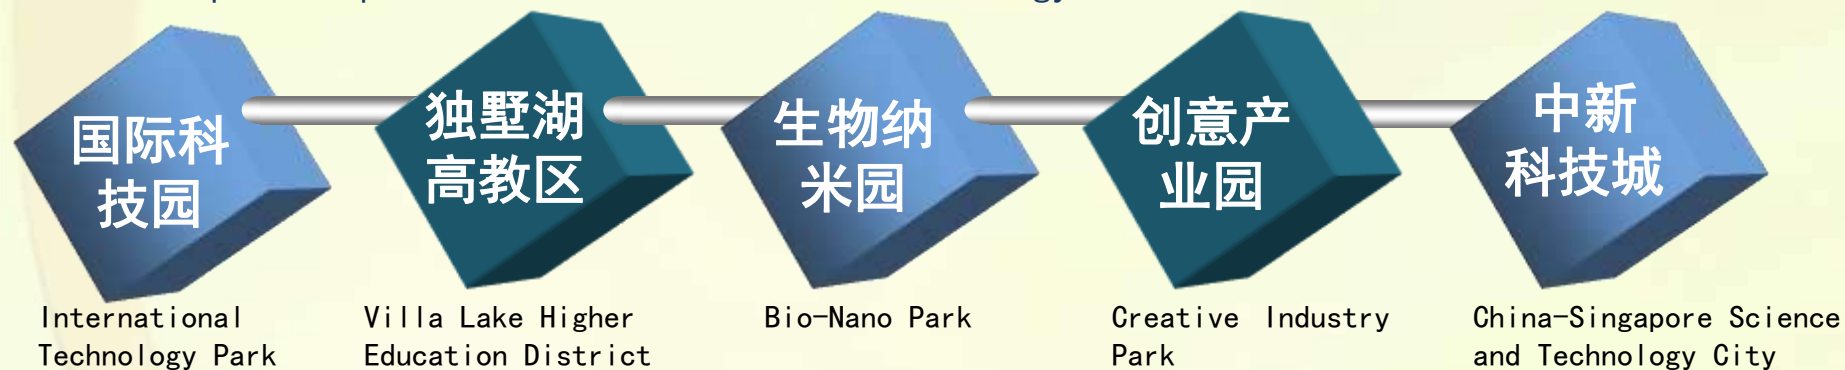 国际科
技园
独墅湖
高教区
生物纳
米园
创意产
业园
中新
科技城
International
Technology Park
Villa Lake Higher
Education District
Bio-Nano Park
Creative Industry
Park
China-Singapore Science
and Technology City